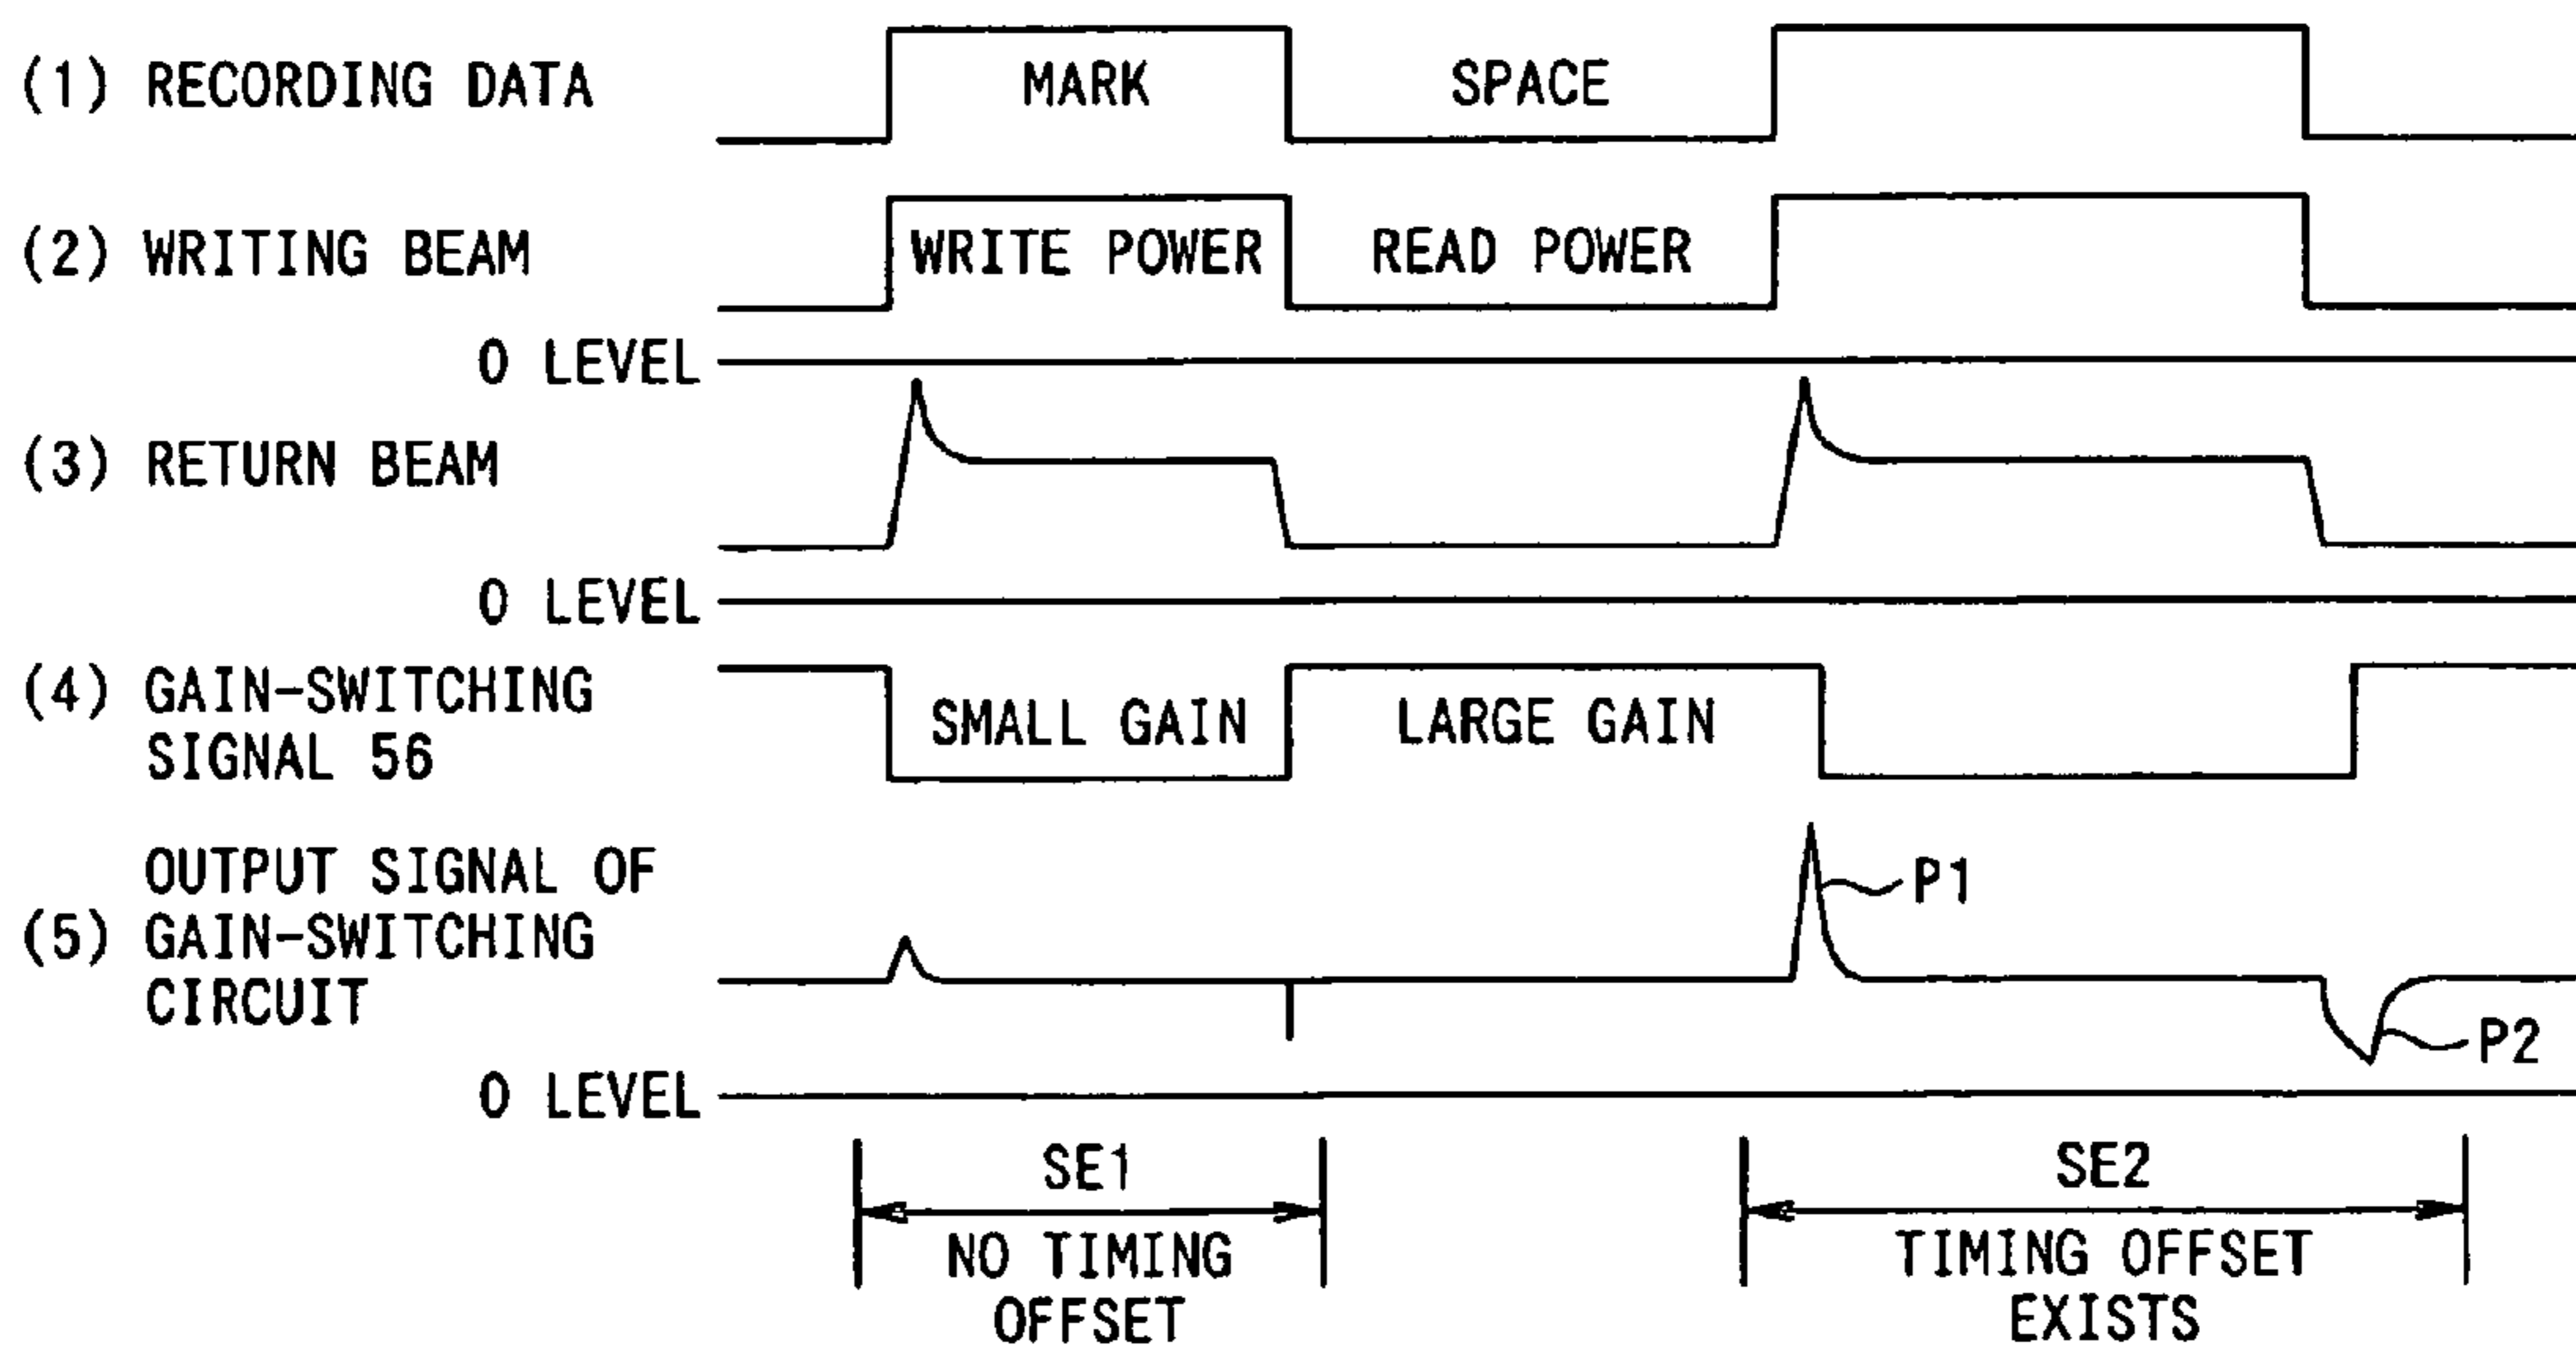 (1) RECORDING DATA
MARK
SPACE
(2) WRITING BEAM
WRITE POWER
READ POWER
0 LEVEL
(3) RETURN BEAM
0 LEVEL
(4) GAIN-SWITCHING
SIGNAL 56
SMALL GAIN
LARGE GAIN
OUTPUT SIGNAL OF
(5) GAIN-SWITCHING
CIRCUIT
P1
P2
0 LEVEL
SE1
NO TIMING
OFFSET
SE2
TIMING OFFSET
EXISTS